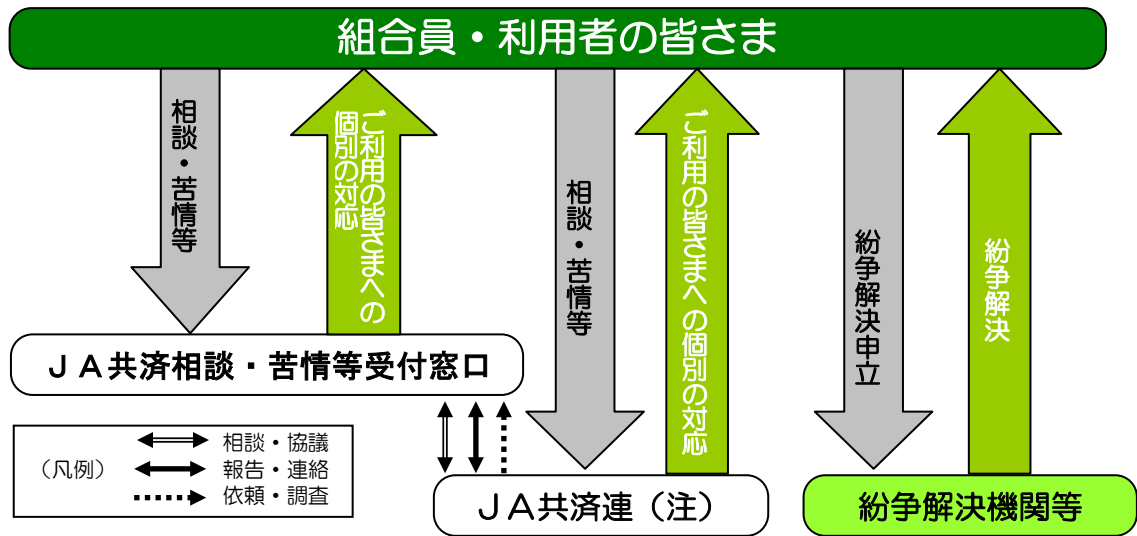 組合員・利用者の皆さま
相談・苦情等
ご利用の皆さまへの
個別の対応
相談・苦情等
ご利用の皆さまへの個別の対応
紛争解決申立
紛争解決
JA共済相談・苦情等受付窓口
(凡例)
相談・協議
報告・連絡
依頼・調査
JA共済連(注)
紛争解決機関等